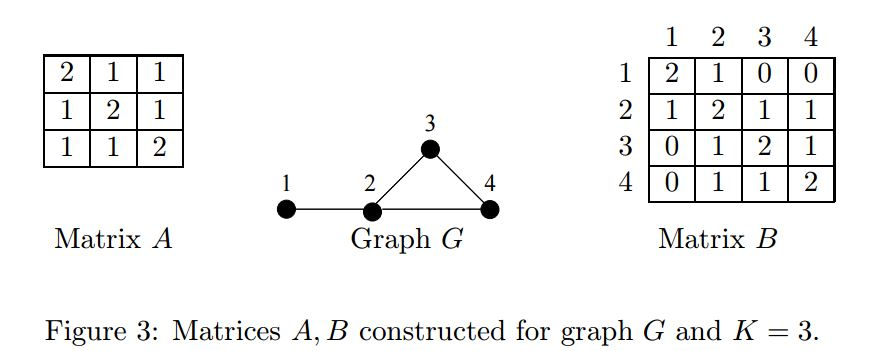 1 2 3 4
2 1 1
1 2 1
1 1 2
3
1 2 4
1 2 1 0 0
2 1 2 1 1
3 0 1 2 1
4 0 1 1 2
Matrix A
Graph G
Matrix B
Figure 3: Matrices A, B constructed for graph G and K = 3.